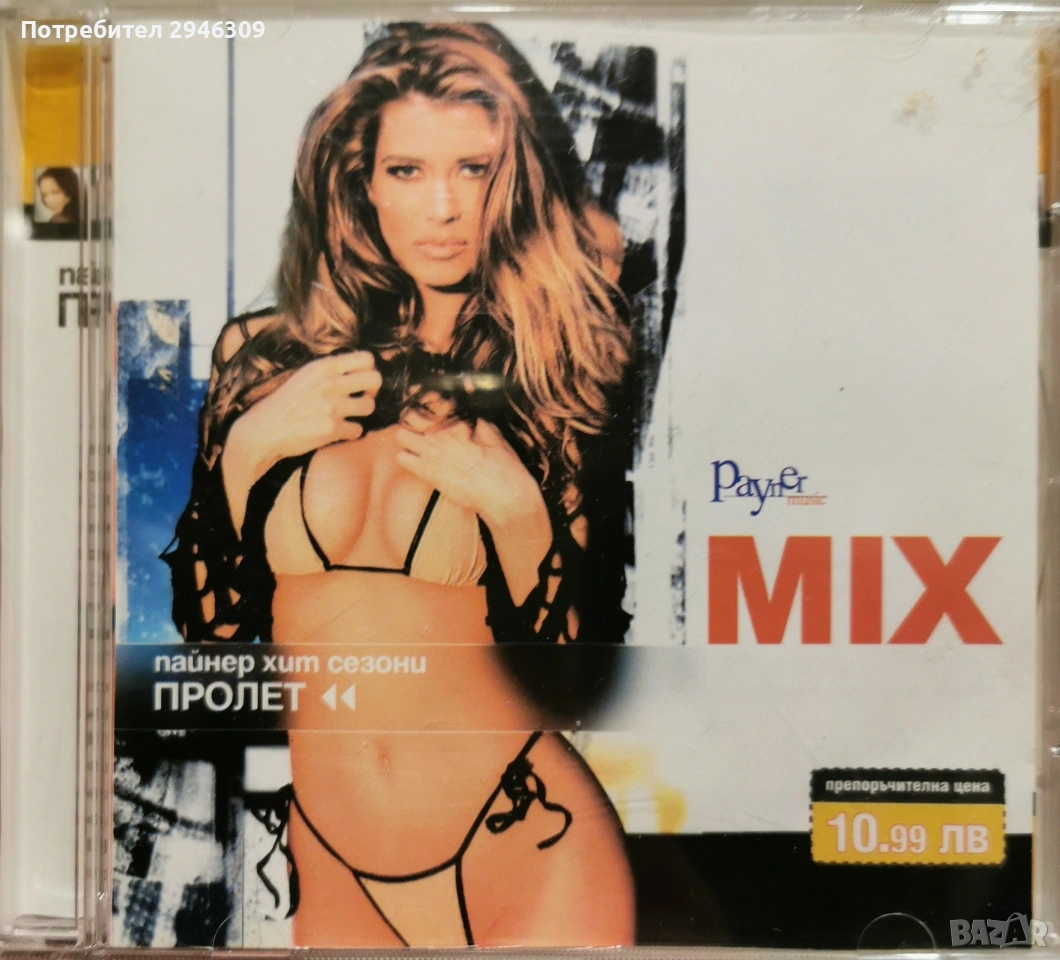 Потребител 2946309
Payner
music
MIX
пайнер хит сезони
ПРОЛЕТ
препоръчителна цена
10.99 лв
BAZAR